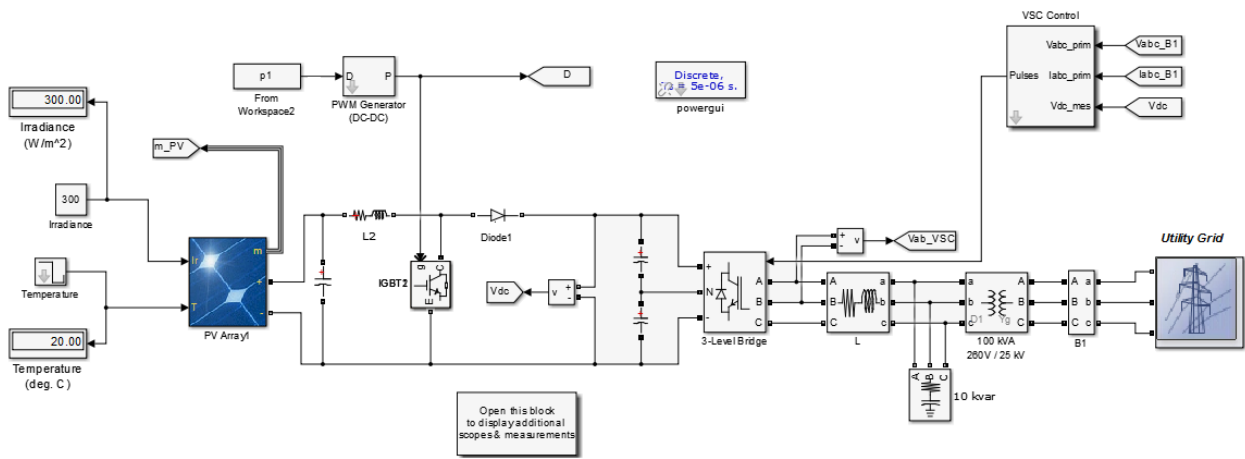 VSC Control
Vabc_prim
Vabc_B1
Pulses
Iabc_prim
Iabc_B1
Vdc_mes
Vdc
p1
From
Workspace2
D
P
PWM Generator
(DC-DC)
D
Discrete,
5e-06 s.
powergui
300.00
Irradiance
(W/m^2)
m_PV
300
Irradiance
Temperature
20.00
Temperature
(deg. C)
Ir
T
m
+
-
PV Array1
L2
Diode1
g
C
E
IGBT2
Vdc
v
+
-
+
N
-
A
B
C
3-Level Bridge
+
-
v
Vab_VSC
A
B
C
a
b
c
L
a
b
c
A
B
C
D1
Yg
100 kVA
260V / 25 kV
A
B
C
a
b
c
B1
Utility Grid
A
B
C
10 kvar
Open this block
to display additional
scopes & measurements